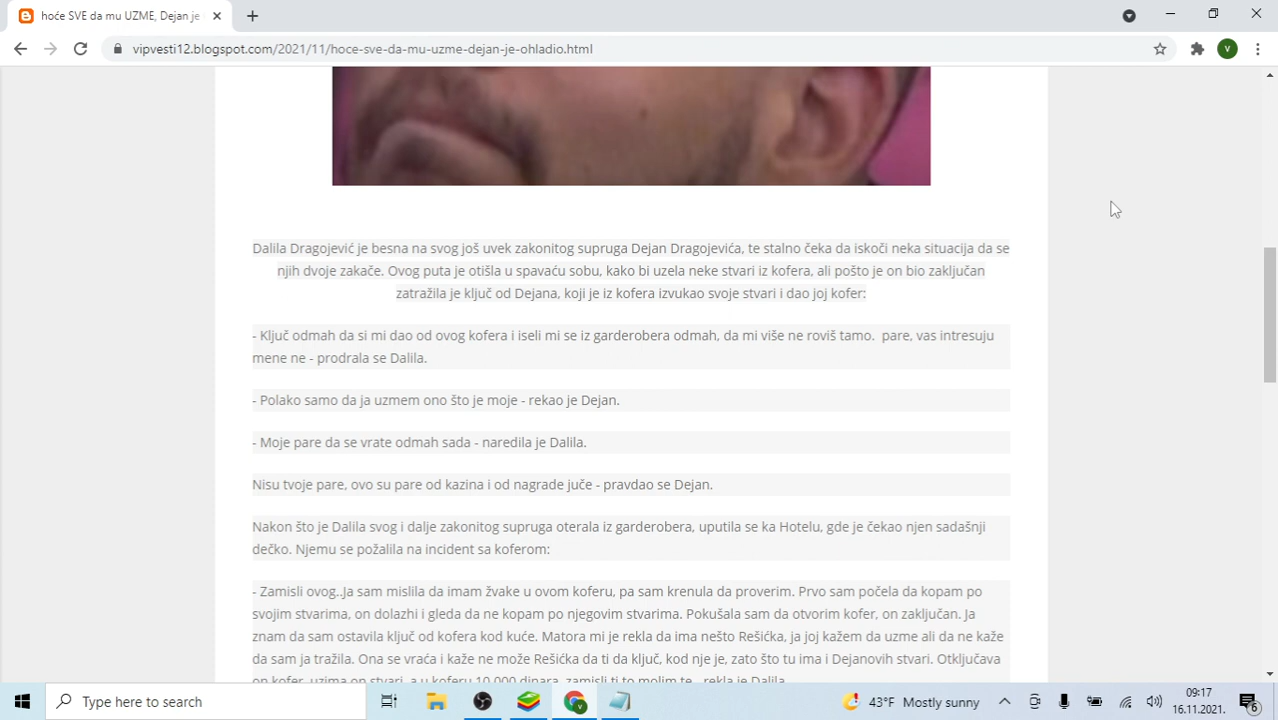 hoće SVE da mu UZME, Dejan je
vipvesti12.blogspot.com/2021/11/hoce-sve-da-mu-uzme-dejan-je-ohladio.html
V
Dalila Dragojević je besna na svog još uvek zakonitog supruga Dejan Dragojevića, te stalno čeka da iskoči neka situacija da se
njih dvoje zakače. Ovog puta je otišla u spavaću sobu, kako bi uzela neke stvari iz kofera, ali pošto je on bio zaključan
zatražila je ključ od Dejana, koji je iz kofera izvukao svoje stvari i dao joj kofer:
- Ključ odmah da si mi dao od ovog kofera i iseli mi se iz garderobera odmah, da mi više ne roviš tamo.  pare, vas intresuju
mene ne - prodrala se Dalila.
- Polako samo da ja uzmem ono što je moje - rekao je Dejan.
- Moje pare da se vrate odmah sada - naredila je Dalila.
Nisu tvoje pare, ovo su pare od kazina i od nagrade juče - pravdao se Dejan.
Nakon što je Dalila svog i dalje zakonitog supruga oterala iz garderobera, uputila se ka Hotelu, gde je čekao njen sadašnji
dečko. Njemu se požalila na incident sa koferom:
- Zamisli ovog..Ja sam mislila da imam žvake u ovom koferu, pa sam krenula da proverim. Prvo sam počela da kopam po
svojim stvarima, on dolazhi i gleda da ne kopam po njegovim stvarima. Pokušala sam da otvorim kofer, on zaključan. Ja
znam da sam ostavila ključ od kofera kod kuće. Matora mi je rekla da ima nešto Rešićka, ja joj kažem da uzme ali da ne kaže
da sam ja tražila. Ona se vraća i kaže ne može Rešićka da ti da ključ, kod nje je, zato što tu ima i Dejanovih stvari. Otključava
on kofer, uzima on stvari, a u koferu 10.000 dinara, zamisli ti to molim te - rekla je Dalila.
Type here to search
43°F Mostly sunny
09:17
16.11.2021.
6